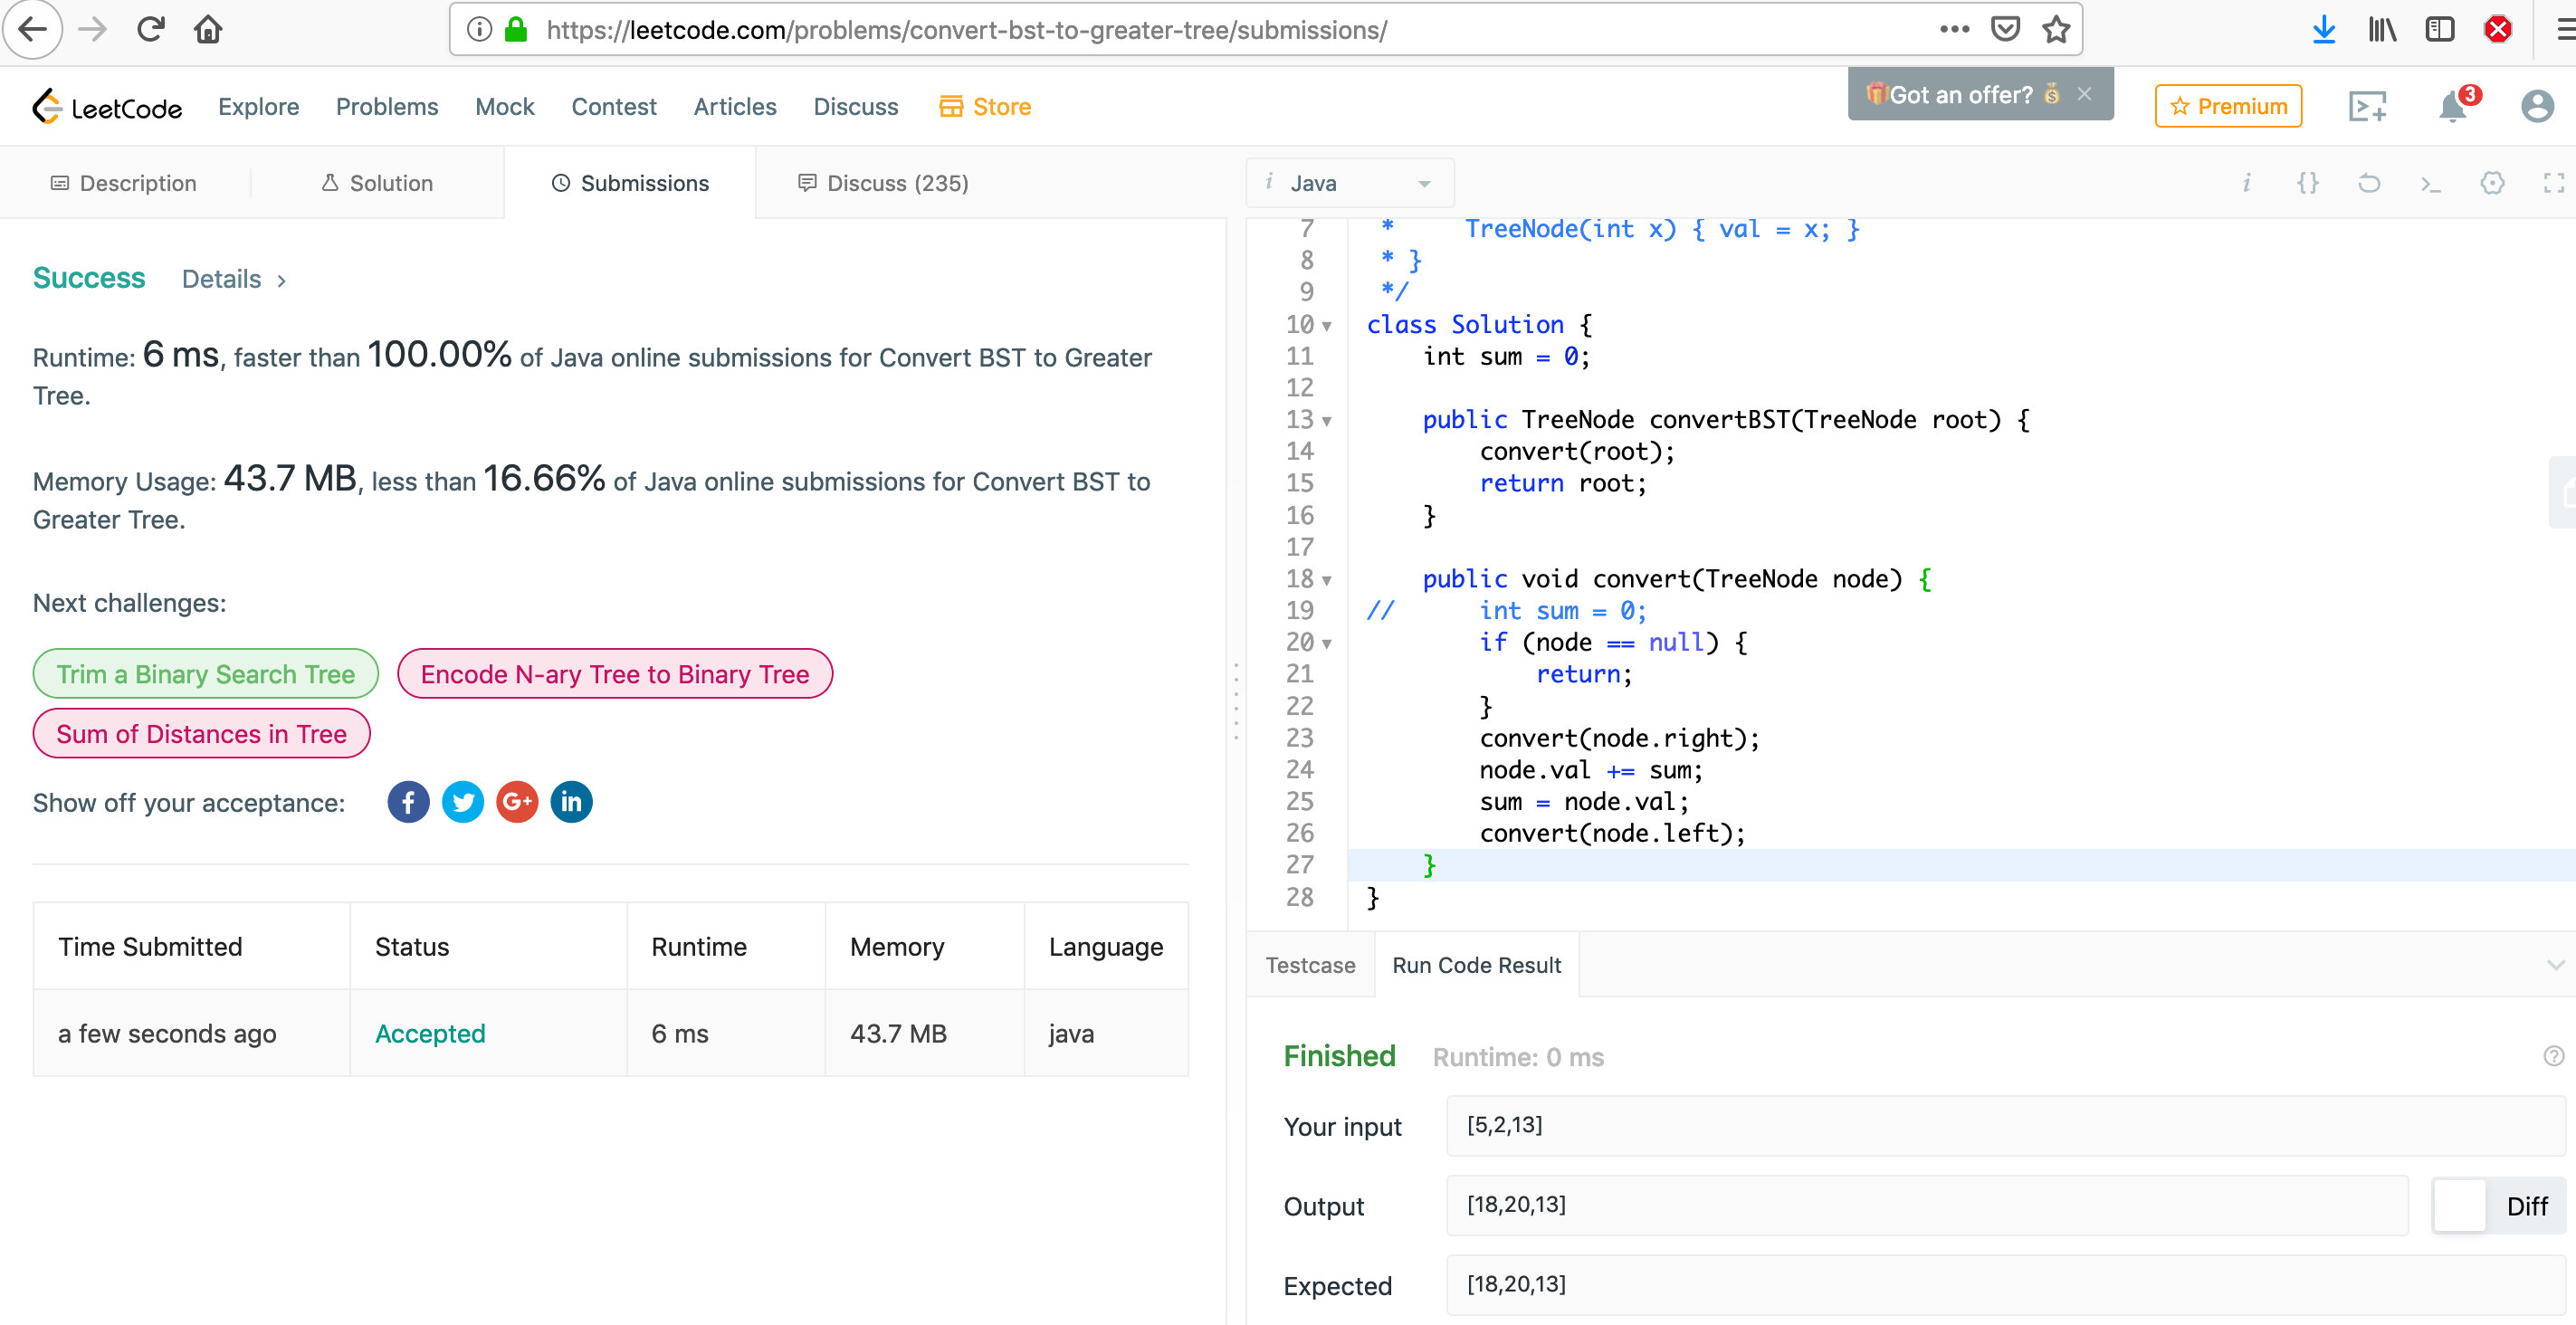 https://leetcode.com/problems/convert-bst-to-greater-tree/submissions/
LeetCode Explore Problems Mock Contest Articles Discuss Store
Got an offer? ×
Premium
3
Description Solution Submissions Discuss (235)
Success Details >
Runtime: 6 ms, faster than 100.00% of Java online submissions for Convert BST to Greater
Tree.
Memory Usage: 43.7 MB, less than 16.66% of Java online submissions for Convert BST to
Greater Tree.
Next challenges:
Trim a Binary Search Tree Encode N-ary Tree to Binary Tree
Sum of Distances in Tree
Show off your acceptance: f G+ in
Time Submitted Status Runtime Memory Language
a few seconds ago Accepted 6 ms 43.7 MB java
i Java
i {} >_
7 *     TreeNode(int x) { val = x; }
8 * }
9 */
10 class Solution {
11     int sum = 0;
12
13     public TreeNode convertBST(TreeNode root) {
14         convert(root);
15         return root;
16     }
17
18     public void convert(TreeNode node) {
19 //      int sum = 0;
20         if (node == null) {
21             return;
22         }
23         convert(node.right);
24         node.val += sum;
25         sum = node.val;
26         convert(node.left);
27     }
28 }
Testcase Run Code Result
Finished Runtime: 0 ms
Your input [5,2,13]
Output [18,20,13] Diff
Expected [18,20,13]